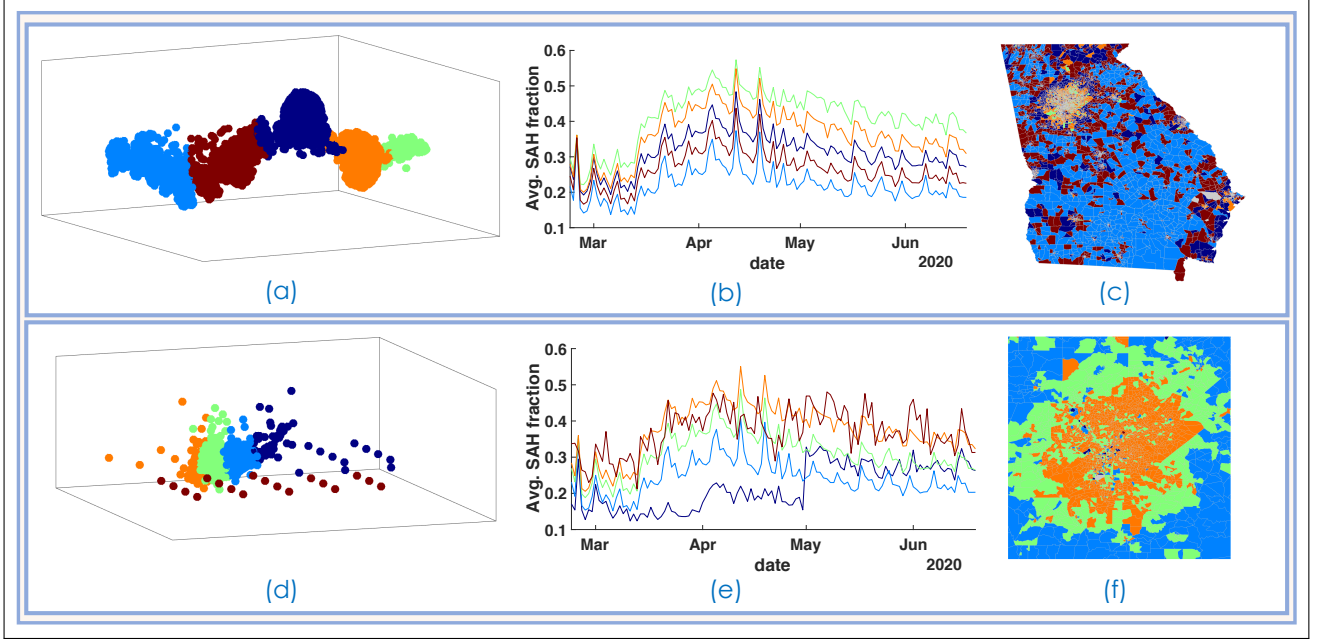 Avg. SAH fraction
0.6
0.5
0.4
0.3
0.2
0.1
Mar
Apr
May
Jun
date
2020
(a)
(b)
(c)
Avg. SAH fraction
0.6
0.5
0.4
0.3
0.2
0.1
Mar
Apr
May
Jun
date
2020
(d)
(e)
(f)